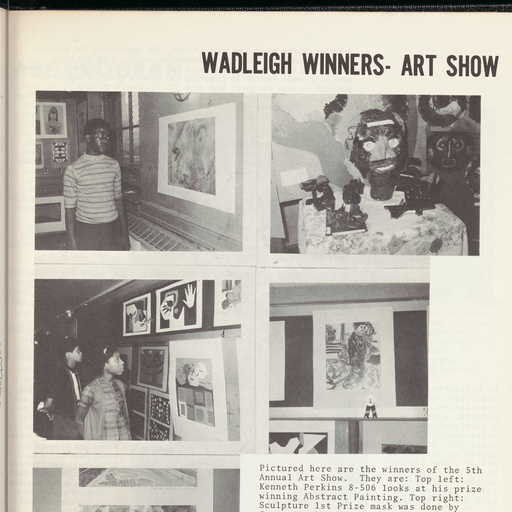 WADLEIGH WINNERS- ART SHOW
Pictured here are the winners of the 5th
Annual Art Show.  They are: Top left:
Kenneth Perkins 8-S06 looks at his prize
winning Abstract Painting. Top right:
Sculpture 1st Prize mask was done by